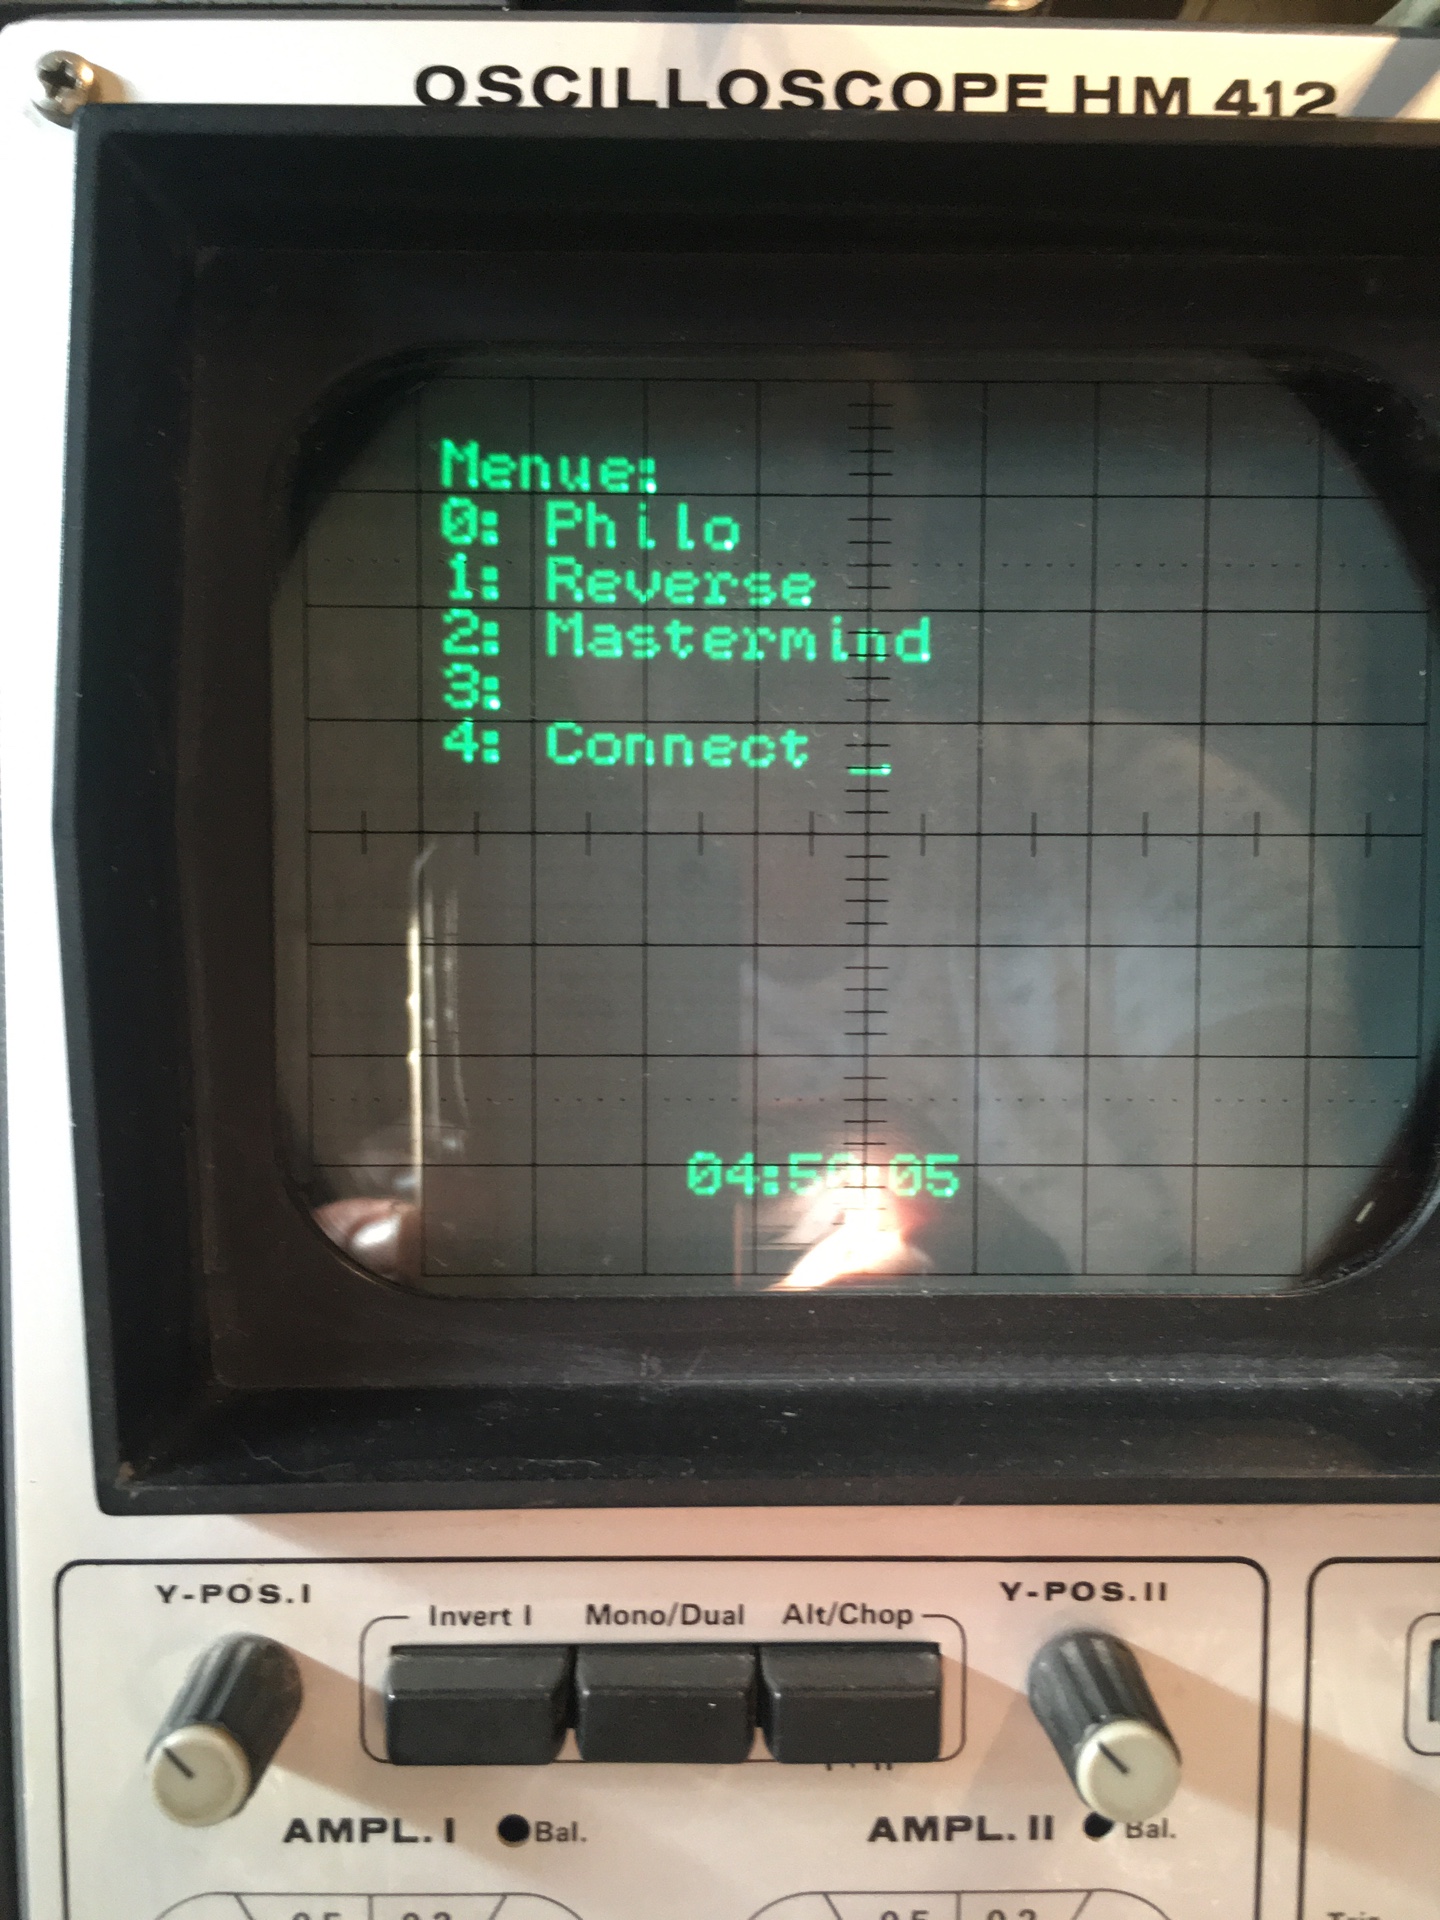 OSCILLOSCOPE HM 412
Menue:
0: Philo
1: Reverse
2: Mastermind
3:
4: Connect _
Y-POS.I
Invert I
Mono/Dual
Alt/Chop
Y-POS.II
AMPL. I
Bal.
AMPL. II
Bal.